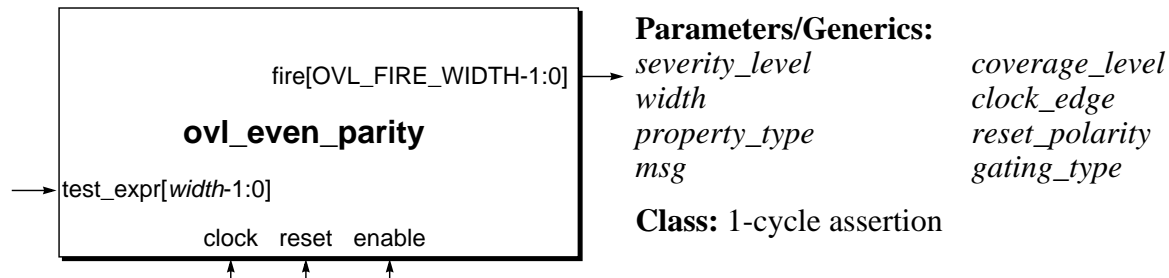 fire[OVL_FIRE_WIDTH-1:0]
ovl_even_parity
test_expr[width-1:0]
clock reset enable
Parameters/Generics:
severity_level coverage_level
width clock_edge
property_type reset_polarity
msg gating_type
Class: 1-cycle assertion